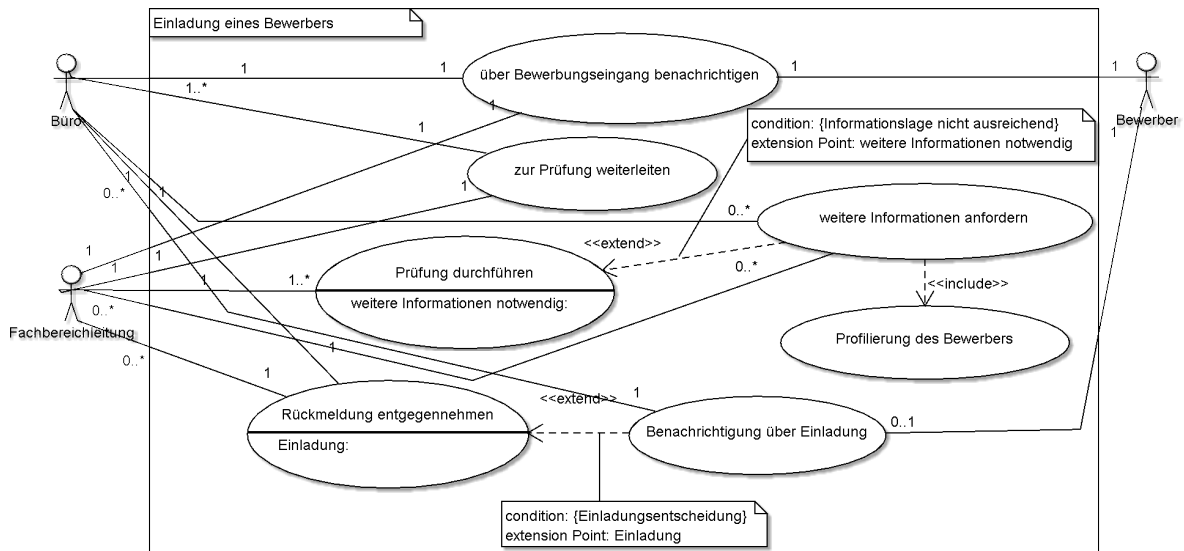 Einladung eines Bewerbers
1
1
über Bewerbungseingang benachrichtigen
1
1
1..*
1
Büro
1
condition: {Informationslage nicht ausreichend}
extension Point: weitere Informationen notwendig
Bewerber
1
zur Prüfung weiterleiten
1
1
0..*
1
0..*
weitere Informationen anfordern
<<extend>>
1
1
1
0..*
Prüfung durchführen
1
1..*
<<include>>
weitere Informationen notwendig:
0..*
Fachbereichleitung
Profilierung des Bewerbers
1
0..*
1
1
<<extend>>
Rückmeldung entgegennehmen
0..1
Benachrichtigung über Einladung
Einladung:
condition: {Einladungsentscheidung}
extension Point: Einladung